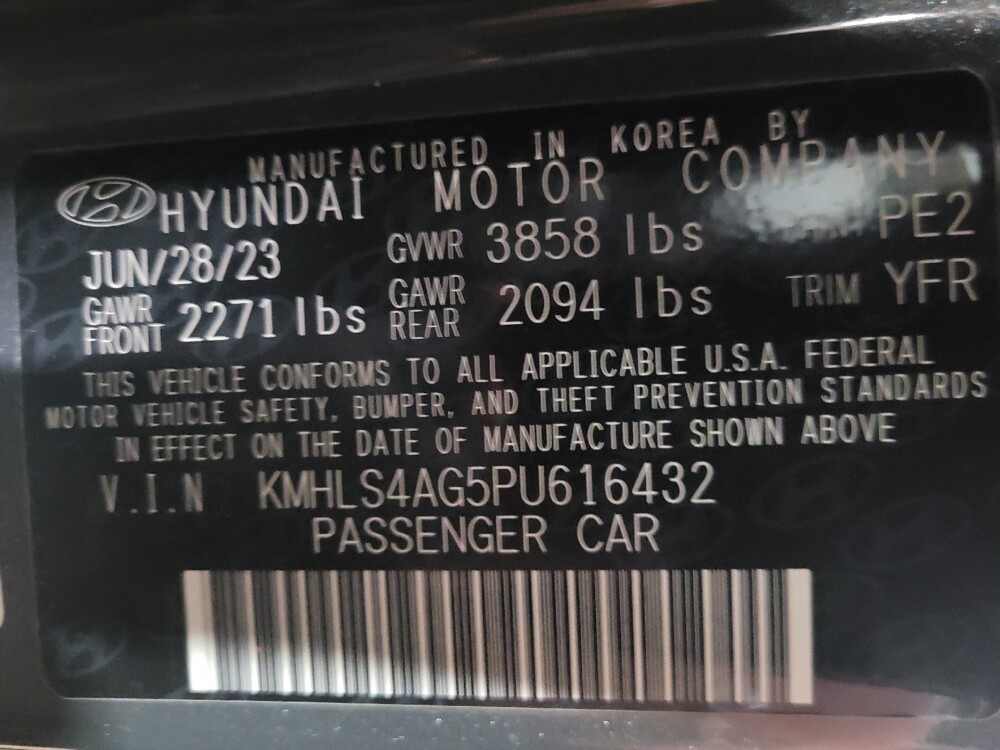 MANUFACTURED IN KOREA BY
HYUNDAI MOTOR COMPANY
JUN/28/23 GVWR 3858 lbs PE2
GAWR FRONT 2271 lbs GAWR REAR 2094 lbs TRIM YFR
THIS VEHICLE CONFORMS TO ALL APPLICABLE U.S.A. FEDERAL
MOTOR VEHICLE SAFETY, BUMPER, AND THEFT PREVENTION STANDARDS
IN EFFECT ON THE DATE OF MANUFACTURE SHOWN ABOVE
V.I.N KMHLS4AG5PU616432
PASSENGER CAR